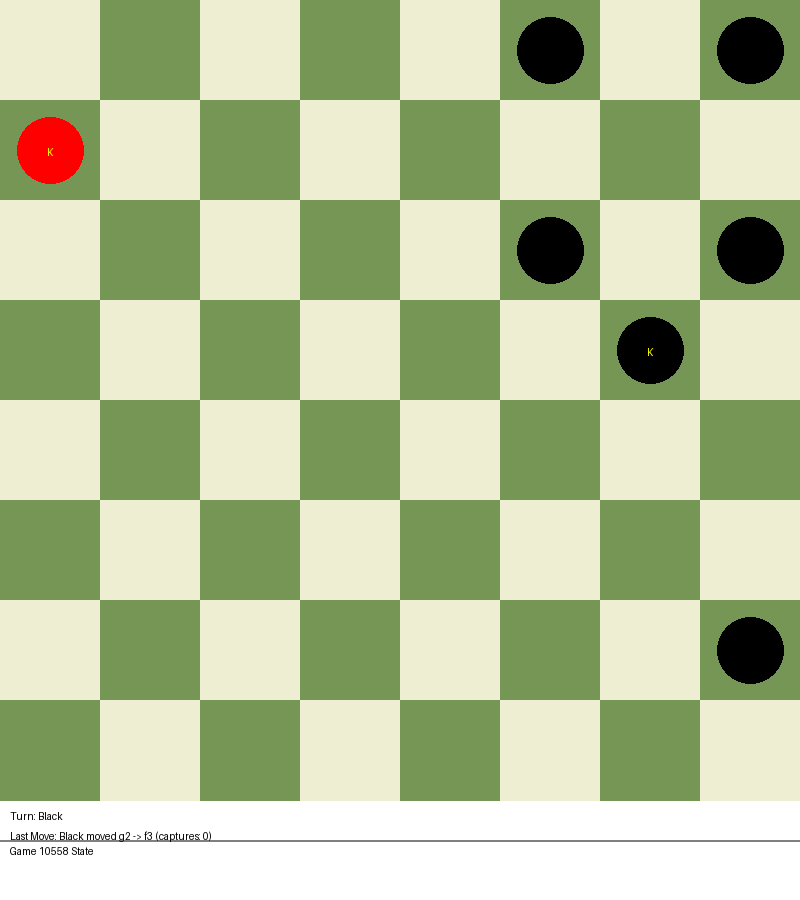 K
K
Turn: Black
Last Move: Black moved g2 -> f3 (captures: 0)
Game 10558 State